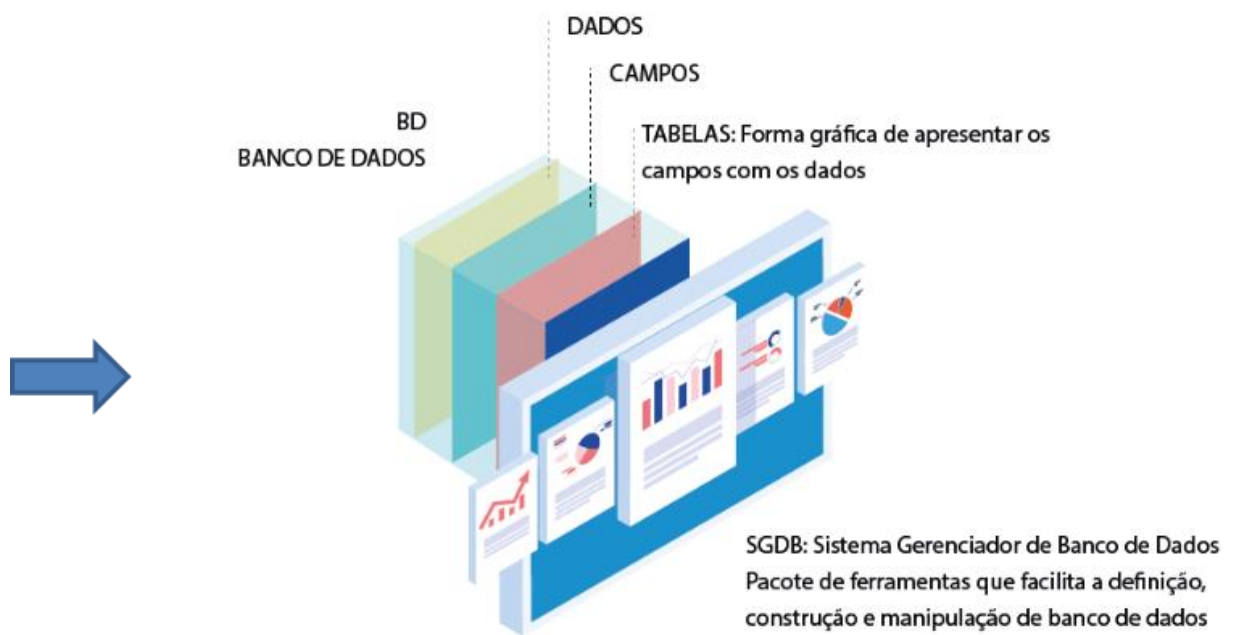 DADOS
CAMPOS
BD
BANCO DE DADOS
TABELAS: Forma gráfica de apresentar os
campos com os dados
SGDB: Sistema Gerenciador de Banco de Dados
Pacote de ferramentas que facilita a definição,
construção e manipulação de banco de dados